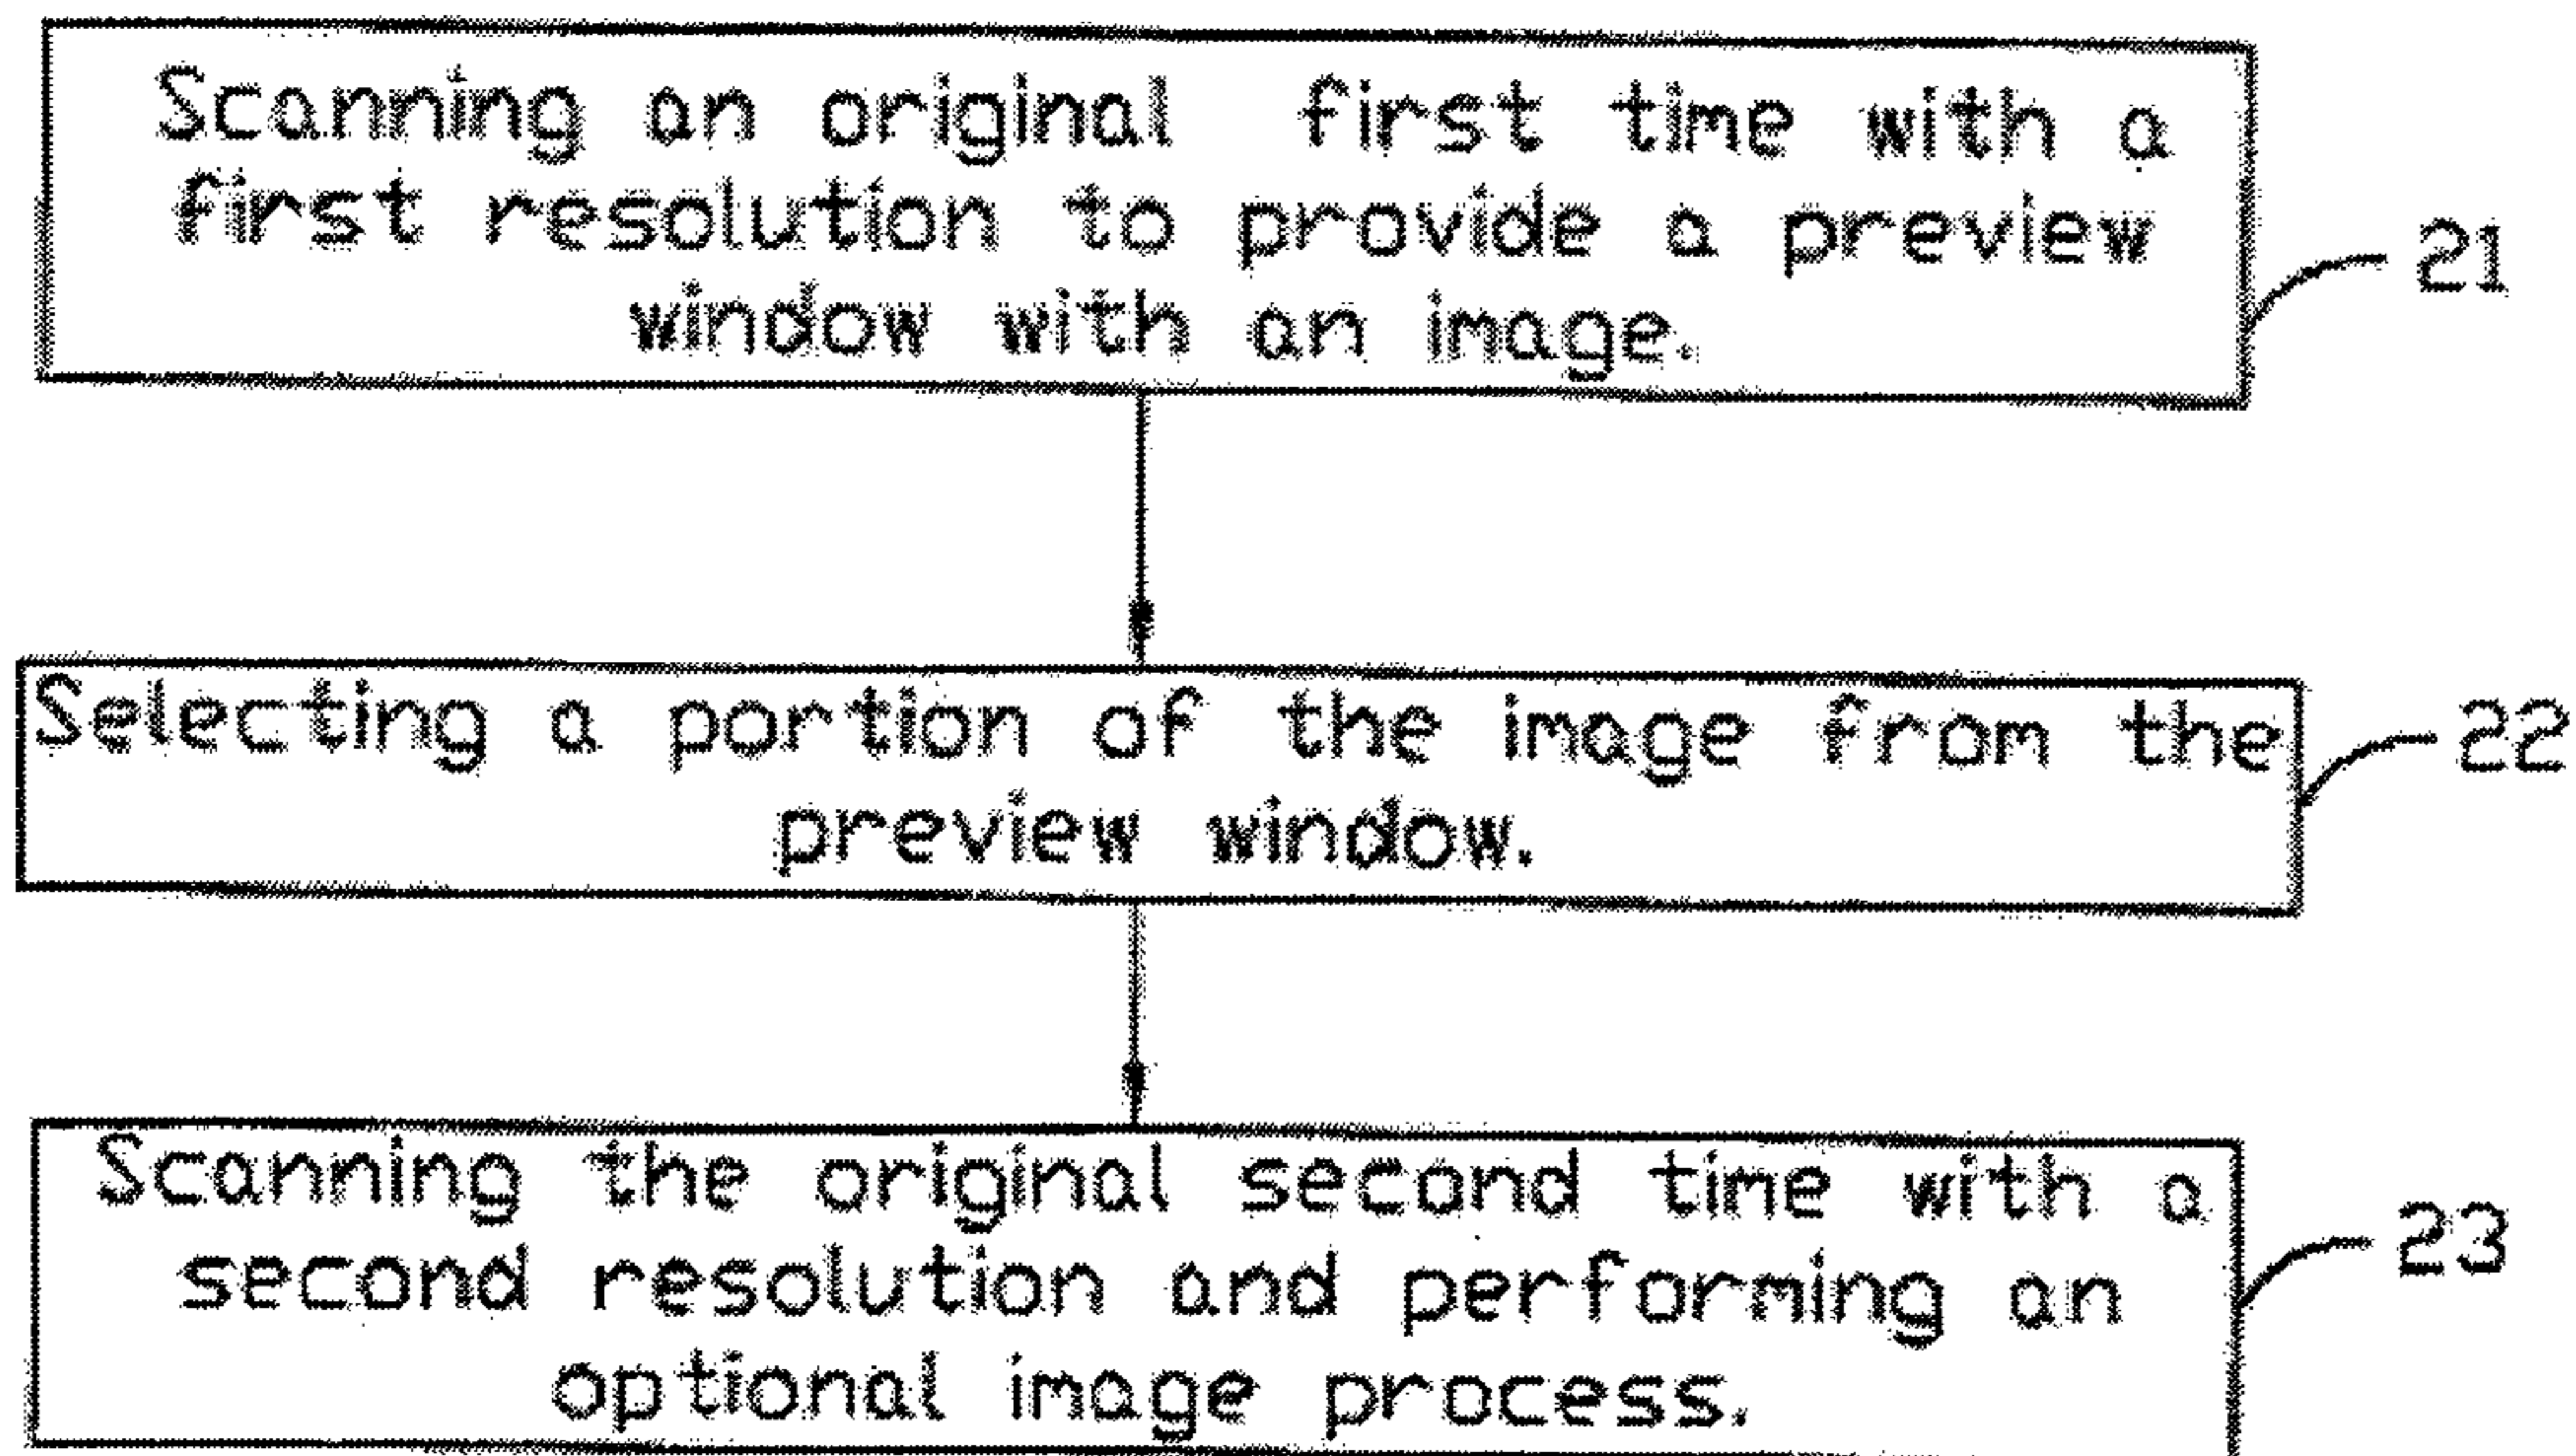 Scanning an original first time with a
first resolution to provide a preview
window with an image.
21
Selecting a portion of the image from the
preview window.
22
Scanning the original second time with a
second resolution and performing an
optional image process.
23